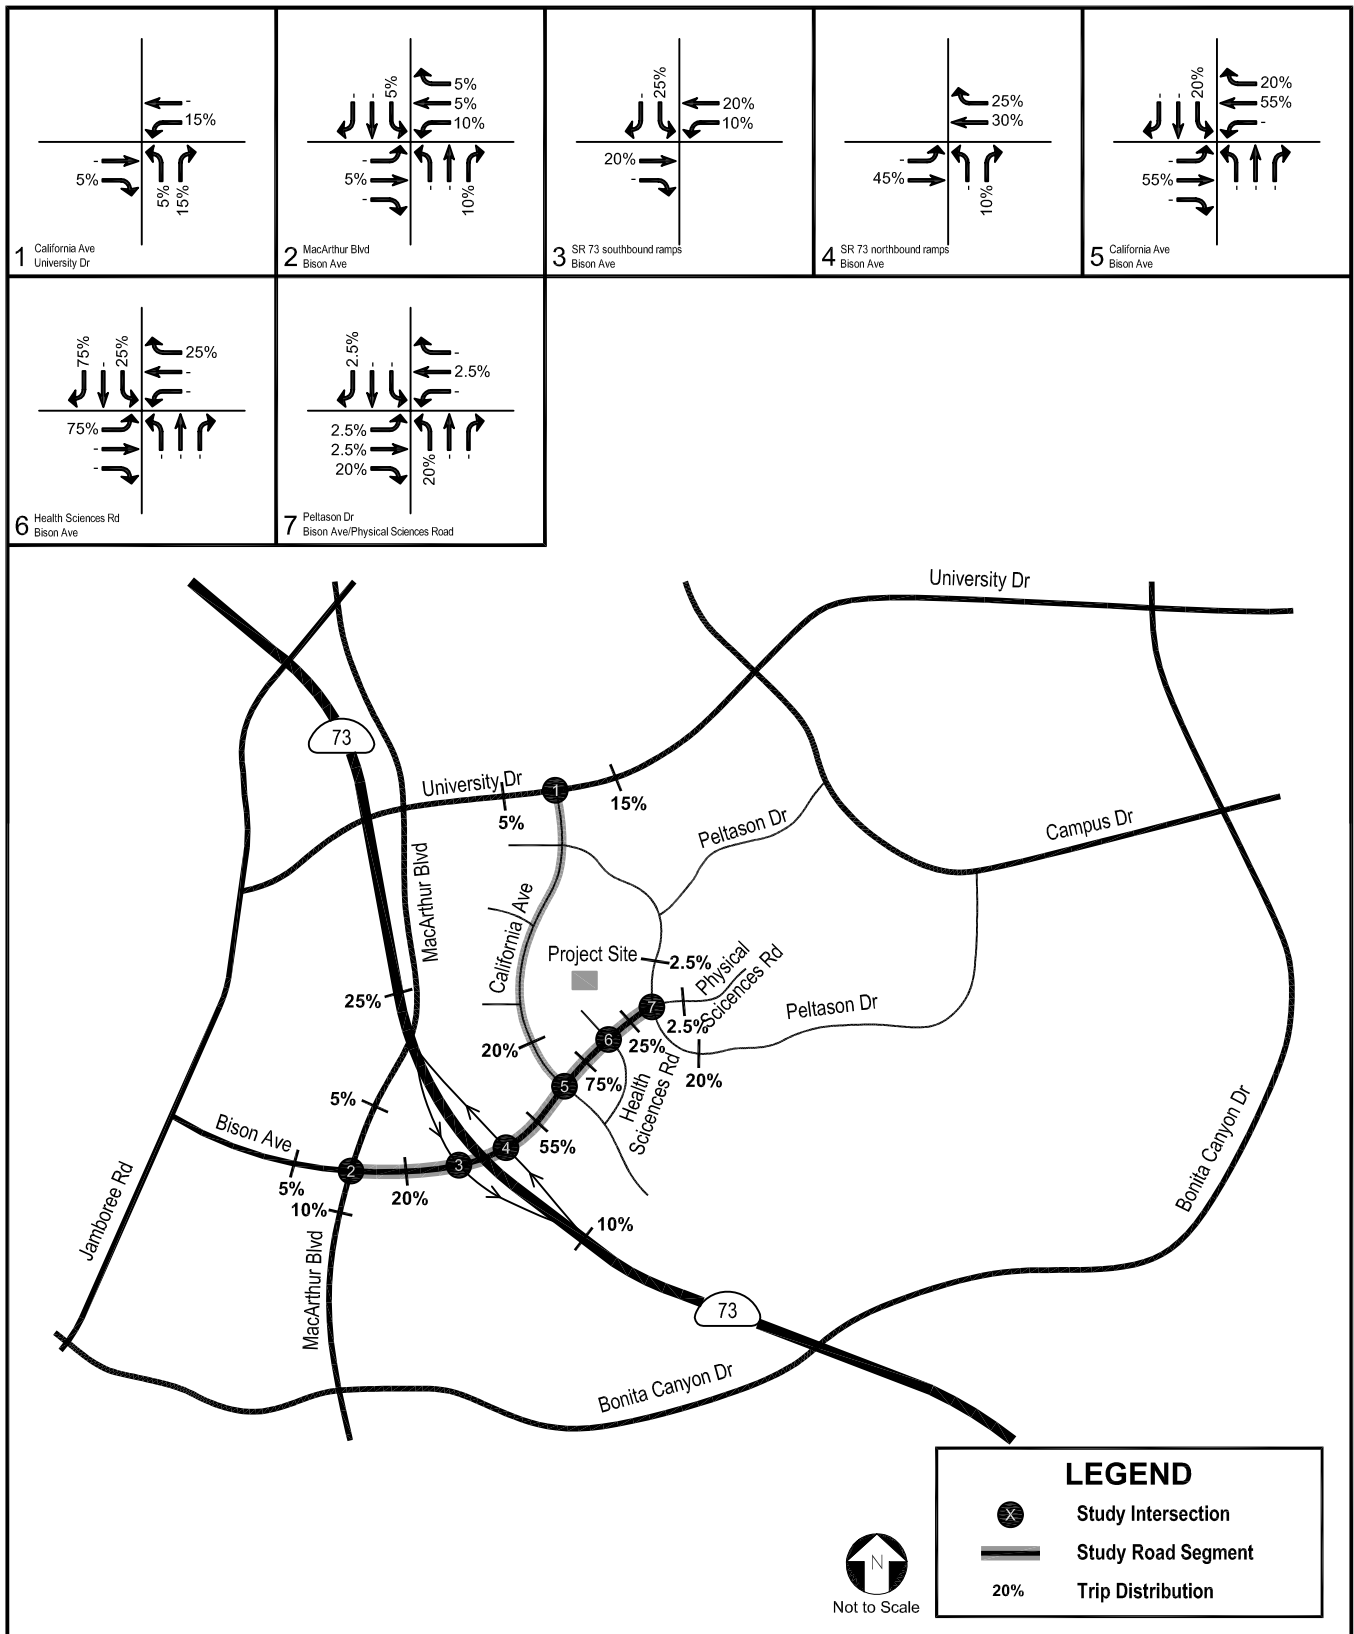 -
15%
-
5%
5%
15%
1
California Ave
University Dr
-
-
5%
5%
5%
10%
-
5%
-
-
-
10%
2
MacArthur Blvd
Bison Ave
-
25%
20%
10%
20%
-
3
SR 73 southbound ramps
Bison Ave
25%
30%
-
45%
-
10%
4
SR 73 northbound ramps
Bison Ave
-
-
20%
20%
55%
-
-
55%
-
-
-
-
5
California Ave
Bison Ave
75%
-
25%
25%
-
-
75%
-
-
-
-
-
6
Health Sciences Rd
Bison Ave
2.5%
-
-
-
2.5%
-
2.5%
2.5%
20%
20%
-
-
7
Peltason Dr
Bison Ave/Physical Sciences Road
University Dr
73
University Dr
1
5%
15%
Peltason Dr
Campus Dr
MacArthur Blvd
California Ave
Project Site
2.5%
Physical
Scicences Rd
25%
7
2.5%
Peltason Dr
6
25%
20%
20%
5
75%
Health
Scicences Rd
5%
Bison Ave
4
55%
3
2
5%
20%
10%
10%
Jamboree Rd
MacArthur Blvd
Bonita Canyon Dr
73
Bonita Canyon Dr
LEGEND
X
Study Intersection
Study Road Segment
20%
Trip Distribution
N
Not to Scale